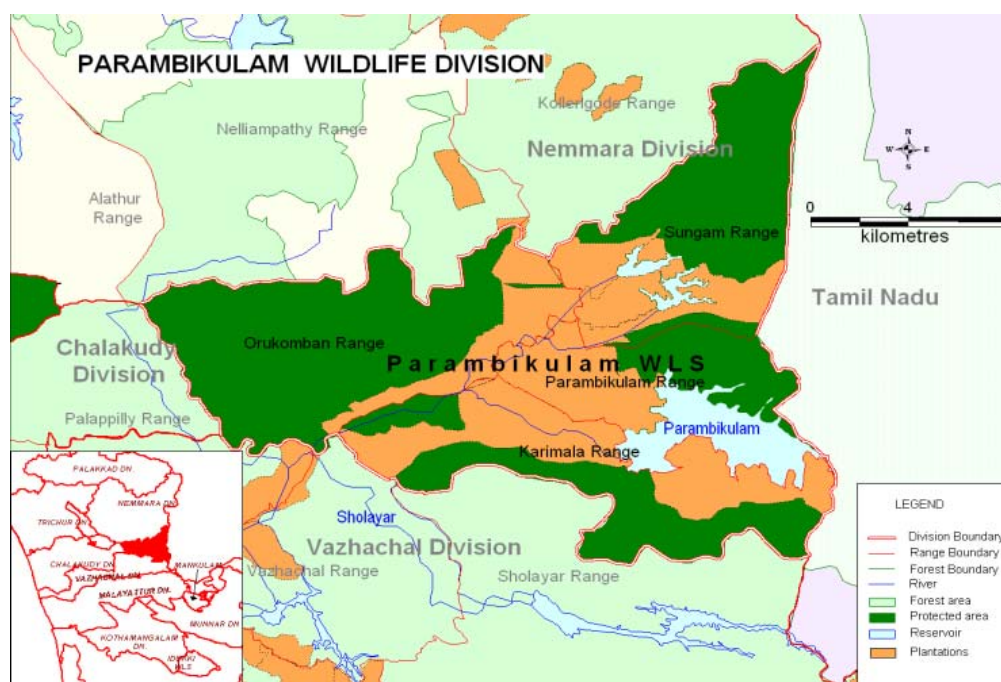 PARAMBIKULAM WILDLIFE DIVISION
Kollengode Range
Nelliampathy Range
Nemmara Division
N
W E
S
Alathur
Range
0 4
kilometres
Sungam Range
Tamil Nadu
Orukomban Range
Chalakudy
Division
Parambikulam WLS
Parambikulam Range
Palappilly Range
Parambikulam
Karimala Range
Sholayar
Vazhachal Division
Vazhachal Range
Sholayar Range
PALAKKAD DN.
NEMMARA DN.
TRICHUR DN.
CHALAKUDY DN.
MANKULAM
VAZHACHAL DN.
MALAYATTUR DN.
MUNNAR DN
KOTHAMANGALAM
DN.
IDUKKI
WLS
LEGEND
Division Boundary
Range Boundary
Forest Boundary
River
Forest area
Protected area
Reservoir
Plantations